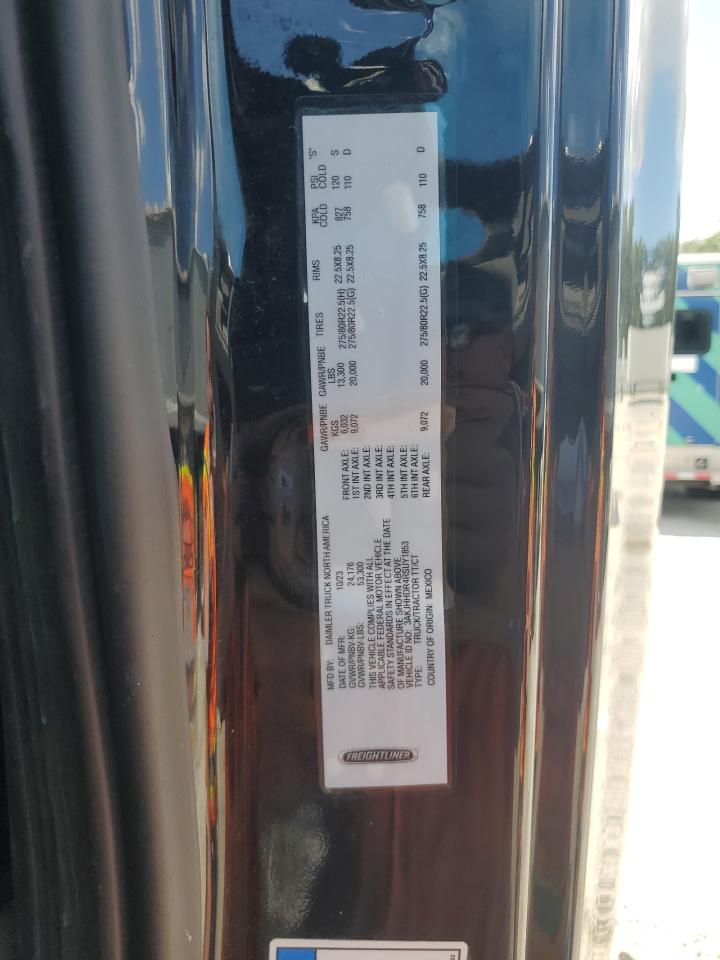 FREIGHTLINER
MFD BY: DAIMLER TRUCK NORTH AMERICA
DATE OF MFR: 10/23
GVWR/PNBV-KG: 24,176
GVWR/PNBV-LBS: 53,300
THIS VEHICLE COMPLIES WITH ALL
APPLICABLE FEDERAL MOTOR VEHICLE
SAFETY STANDARDS IN EFFECT AT THE DATE
OF MANUFACTURE SHOWN ABOVE.
VEHICLE ID NO: 3AKJHHDR4RSUY1853
TYPE: TRUCK/TRACTOR TT/CT
COUNTRY OF ORIGIN: MEXICO
GAWR/PNBE GAWR/PNBE TIRES RIMS KPA PSI "S"
KGS LBS COLD COLD
FRONT AXLE: 6,032 13,300 275/80R22.5(H) 22.5X8.25 827 120 S
1ST INT AXLE: 9,072 20,000 275/80R22.5(G) 22.5X8.25 758 110 D
2ND INT AXLE:
3RD INT AXLE:
4TH INT AXLE:
5TH INT AXLE:
6TH INT AXLE:
REAR AXLE: 9,072 20,000 275/80R22.5(G) 22.5X8.25 758 110 D